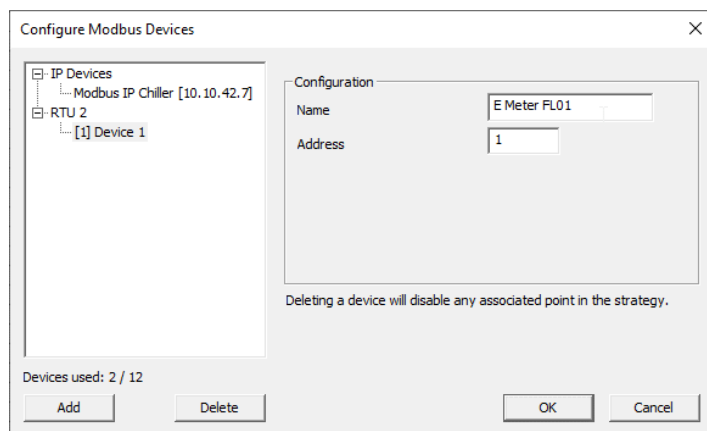 Configure Modbus Devices
IP Devices
Modbus IP Chiller [10.10.42.7]
RTU 2
[1] Device 1
Configuration
Name
E Meter FL01
Address
1
Deleting a device will disable any associated point in the strategy.
Devices used: 2 / 12
Add
Delete
OK
Cancel